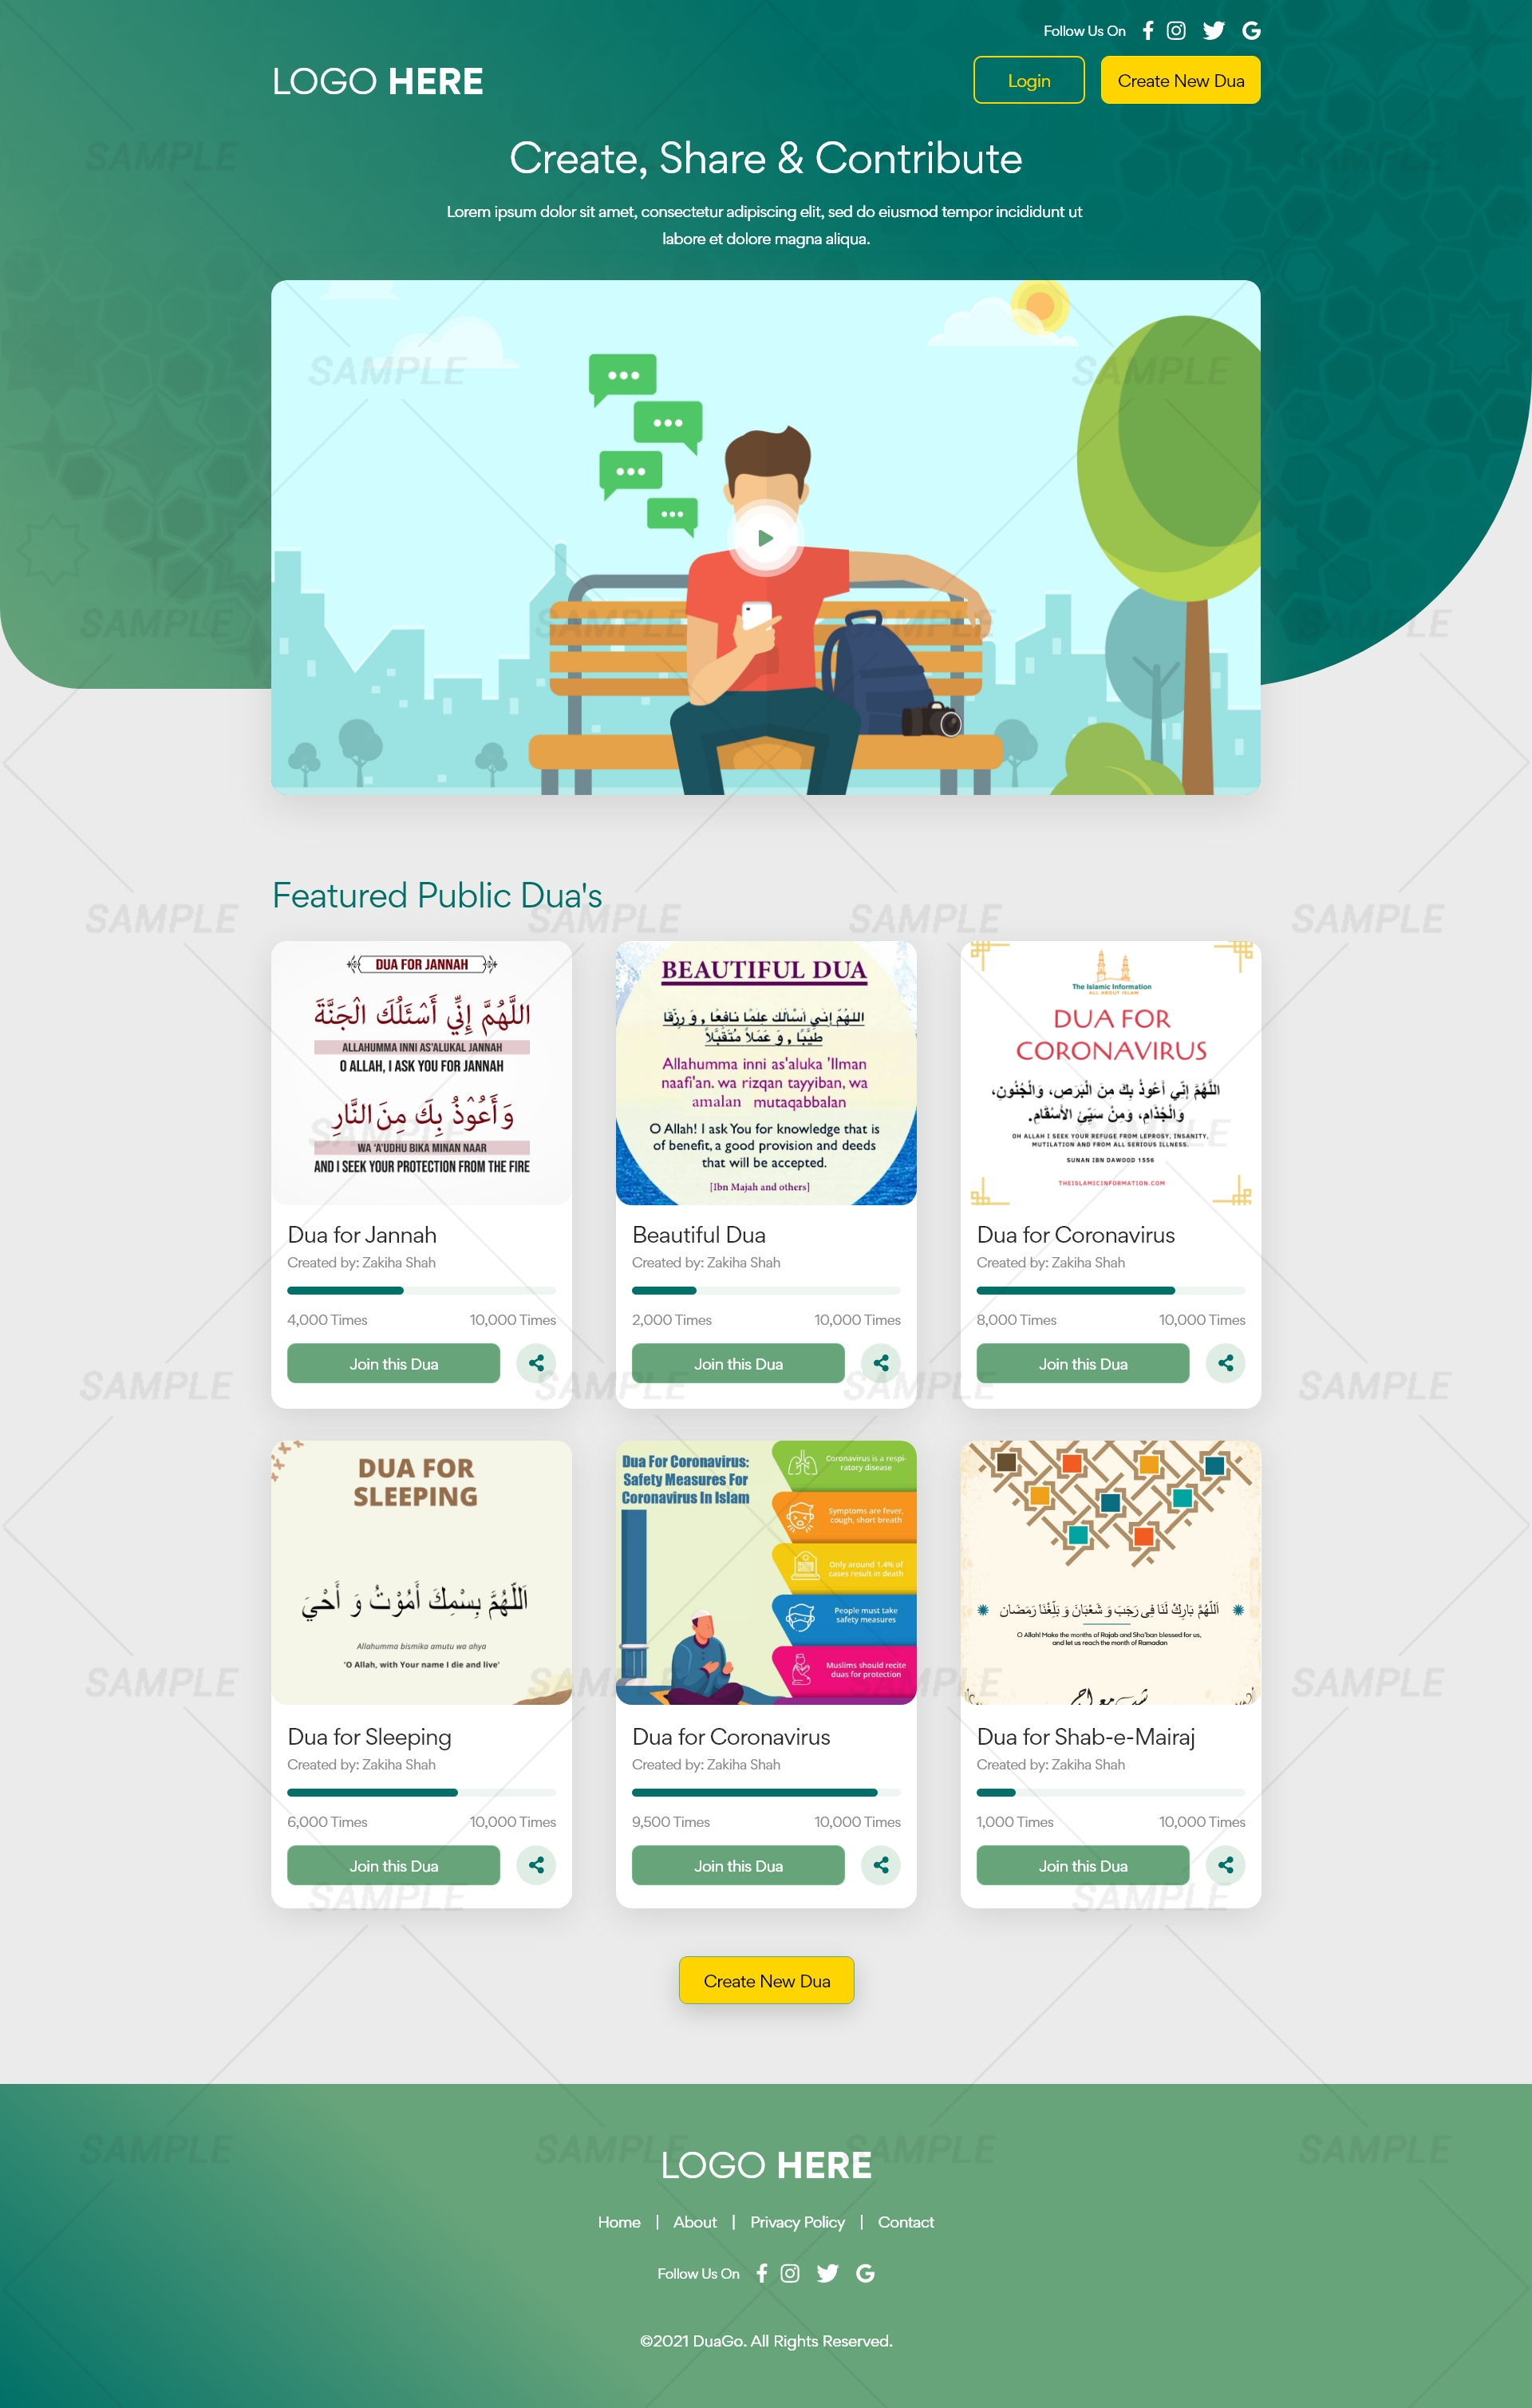 Follow Us On
LOGO HERE
Login
Create New Dua
Create, Share & Contribute
Lorem ipsum dolor sit amet, consectetur adipiscing elit, sed do eiusmod tempor incididunt ut
labore et dolore magna aliqua.
Featured Public Dua's
DUA FOR JANNAH
اللَّهُمَّ إِنِّي أَسْئَلُكَ الْجَنَّةَ
ALLAHUMMA INNI AS'ALUKAL JANNAH
O ALLAH, I ASK YOU FOR JANNAH
وَأَعُوذُ بِكَ مِنَ النَّارِ
WA 'A'UDHU BIKA MINAN NAAR
AND I SEEK YOUR PROTECTION FROM THE FIRE
Dua for Jannah
Created by: Zakiha Shah
4,000 Times
10,000 Times
Join this Dua
BEAUTIFUL DUA
اللهُمَّ إِنِي أَسْأَلُكَ عِلْمًا نَافِعًا , وَ رِزْقًا
طَيِّبًا , وَ عَمَلاً مُتَقَبَّلاً
Allahumma inni as'aluka 'Ilman
naafi'an. wa rizqan tayyiban, wa
amalan mutaqabbalan
O Allah! I ask You for knowledge that is
of benefit, a good provision and deeds
that will be accepted.
[Ibn Majah and others]
Beautiful Dua
Created by: Zakiha Shah
2,000 Times
10,000 Times
Join this Dua
The Islamic Information
ALL ABOUT ISLAM
DUA FOR
CORONAVIRUS
اللَّهُمَّ إِنِّي أَعُوذُ بِكَ مِنَ الْبَرَصِ، وَالْجُنُونِ،
وَالْجُذَامِ، وَمِنْ سَيِّئِ الأَسْقَامِ.
OH ALLAH I SEEK YOUR REFUGE FROM LEPROSY, INSANITY,
MUTILATION AND FROM ALL SERIOUS ILLNESS.
SUNAN IBN DAWOOD 1556
THEISLAMICINFORMATION.COM
Dua for Coronavirus
Created by: Zakiha Shah
8,000 Times
10,000 Times
Join this Dua
DUA FOR
SLEEPING
اَللّٰهُمَّ بِسْمِكَ أَمُوْتُ وَ أَحْيَ
Allahumma bismika amutu wa ahya
'O Allah, with Your name I die and live'
Dua for Sleeping
Created by: Zakiha Shah
6,000 Times
10,000 Times
Join this Dua
Dua For Coronavirus:
Safety Measures For
Coronavirus In Islam
Coronavirus is a respi-
ratory disease
Symptoms are fever,
cough, short breath
Only around 1.4% of
cases result in death
People must take
safety measures
Muslims should recite
duas for protection
Dua for Coronavirus
Created by: Zakiha Shah
9,500 Times
10,000 Times
Join this Dua
اَللّٰهُمَّ بَارِكْ لَنَا فِى رَجَبَ وَ شَعْبَانَ وَ بَلِّغْنَا رَمَضَان
O Allah! Make the months of Rajab and Sha'ban blessed for us,
and let us reach the month of Ramadan
شب معراج
Dua for Shab-e-Mairaj
Created by: Zakiha Shah
1,000 Times
10,000 Times
Join this Dua
Create New Dua
LOGO HERE
Home | About | Privacy Policy | Contact
Follow Us On
©2021 DuaGo. All Rights Reserved.
SAMPLE